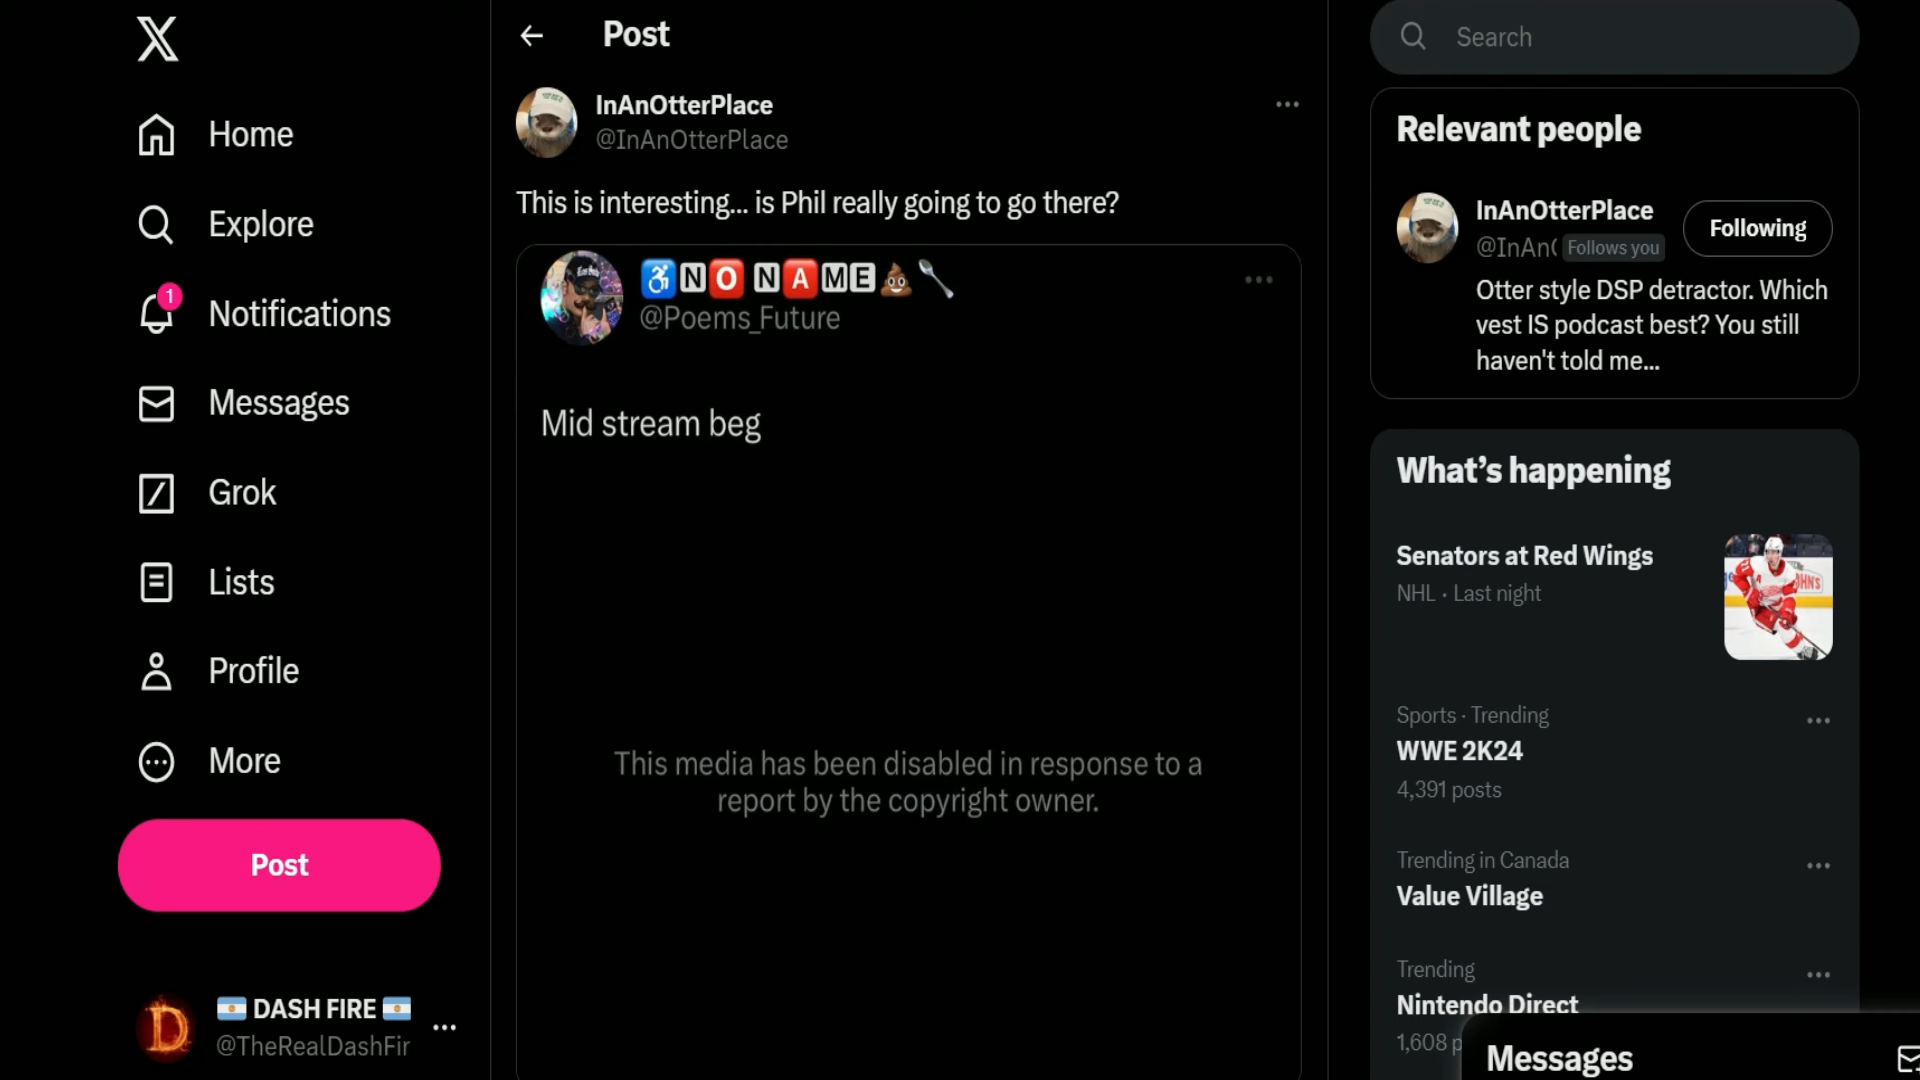 Home
Explore
1
Notifications
Messages
Grok
Lists
Profile
More
Post
DASH FIRE
@TheRealDashFir
Post
InAnOtterPlace
@InAnOtterPlace
This is interesting... is Phil really going to go there?
NO NAME
@Poems_Future
Mid stream beg
This media has been disabled in response to a
report by the copyright owner.
Search
Relevant people
InAnOtterPlace
Following
@InAn
Follows you
Otter style DSP detractor. Which
vest IS podcast best? You still
haven't told me...
What's happening
Senators at Red Wings
NHL · Last night
Sports · Trending
WWE 2K24
4,391 posts
Trending in Canada
Value Village
Trending
Nintendo Direct
1,608 p
Messages